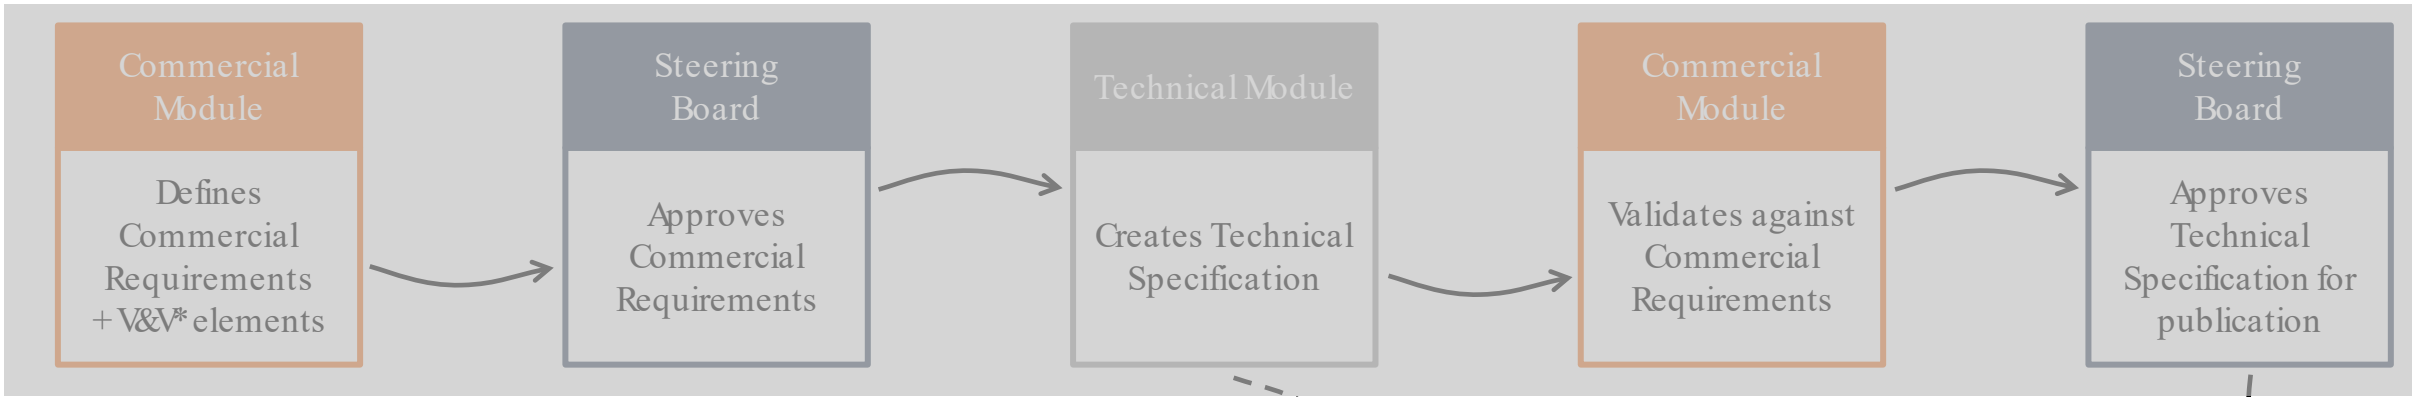 Commercial
Module
Defines
Commercial
Requirements
+ V&V* elements
Steering
Board
Approves
Commercial
Requirements
Technical Module
Creates Technical
Specification
Commercial
Module
Validates against
Commercial
Requirements
Steering
Board
Approves
Technical
Specification for
publication